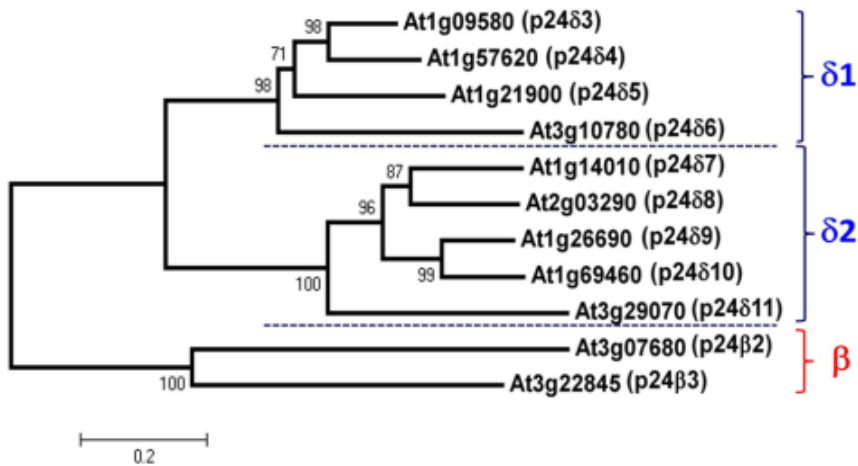 98 At1g09580 (p24δ3)
71 At1g57620 (p24δ4)
δ1
98 At1g21900 (p24δ5)
At3g10780 (p24δ6)
87 At1g14010 (p24δ7)
96 At2g03290 (p24δ8)
δ2
At1g26690 (p24δ9)
100 99 At1g69460 (p24δ10)
At3g29070 (p24δ11)
At3g07680 (p24β2)
β
100 At3g22845 (p24β3)
0.2